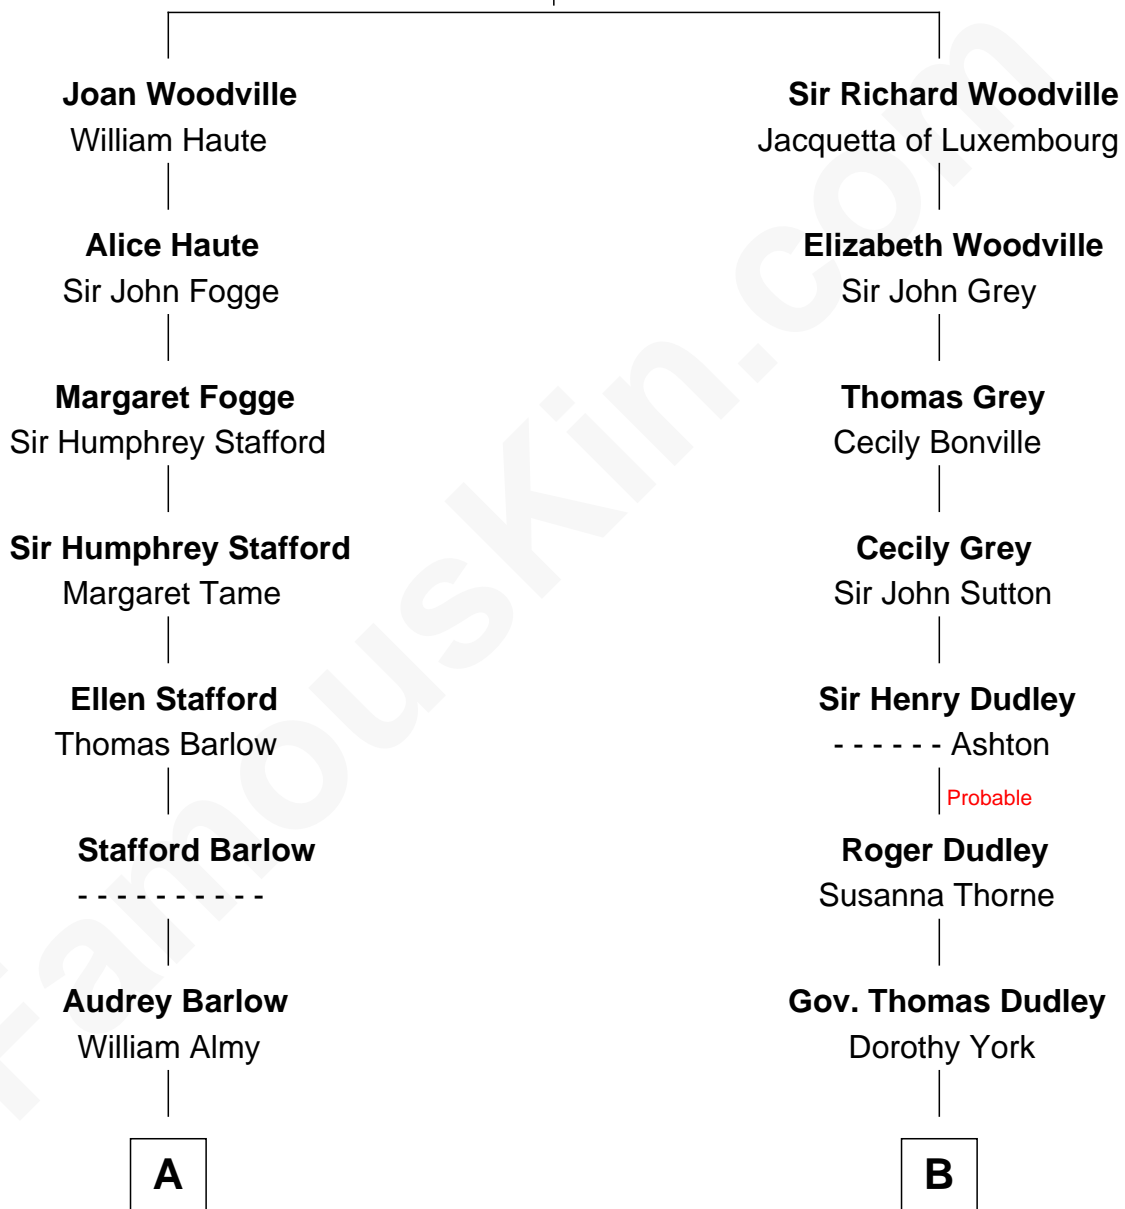 Joan Woodville
William Haute
Alice Haute
Sir John Fogge
Margaret Fogge
Sir Humphrey Stafford
Sir Humphrey Stafford
Margaret Tame
Ellen Stafford
Thomas Barlow
Stafford Barlow
- - - - - - - - - -
Audrey Barlow
William Almy
A
Sir Richard Woodville
Jacquetta of Luxembourg
Elizabeth Woodville
Sir John Grey
Thomas Grey
Cecily Bonville
Cecily Grey
Sir John Sutton
Sir Henry Dudley
- - - - - - Ashton
Probable
Roger Dudley
Susanna Thorne
Gov. Thomas Dudley
Dorothy York
B
FamousKin.com